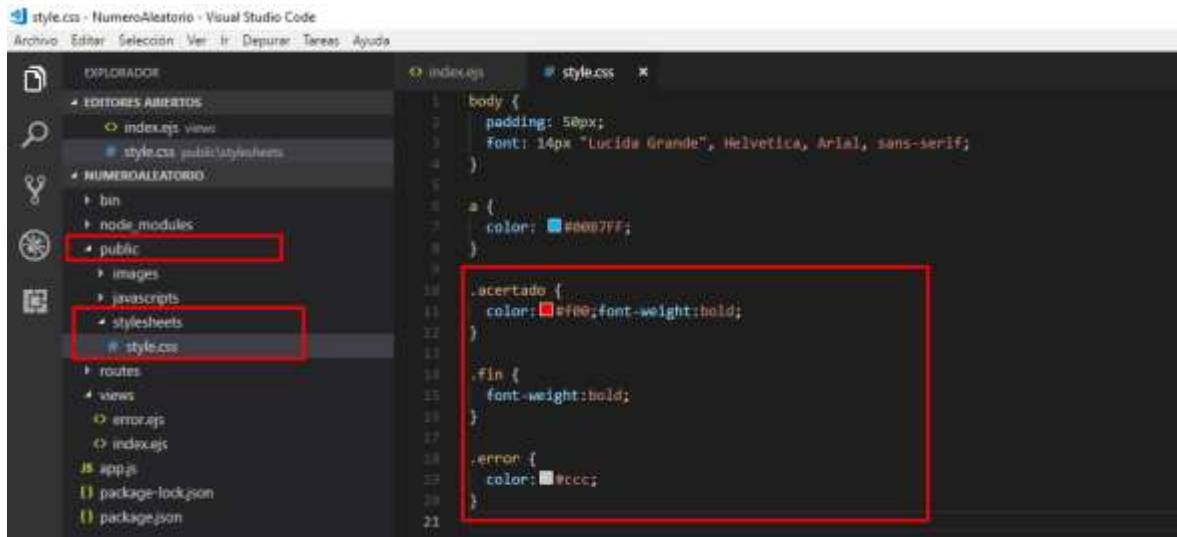 style.css - NumeroAleatorio - Visual Studio Code
Archivo Editar Selección Ver Ir Depurar Tareas Ayuda
EXPLORADOR
EDITORES ABIERTOS
index.ejs views
style.css public\stylesheets
NUMEROALEATORIO
bin
node_modules
public
images
javascripts
stylesheets
style.css
routes
views
error.ejs
index.ejs
JS app.js
{} package-lock.json
{} package.json
index.ejs
style.css
1 body {
2 padding: 50px;
3 font: 14px "Lucida Grande", Helvetica, Arial, sans-serif;
4 }
5
6 a {
7 color: #00B7FF;
8 }
9
10 .acertado {
11 color:#f00;font-weight:bold;
12 }
13
14 .fin {
15 font-weight:bold;
16 }
17
18 .error {
19 color:#ccc;
20 }
21